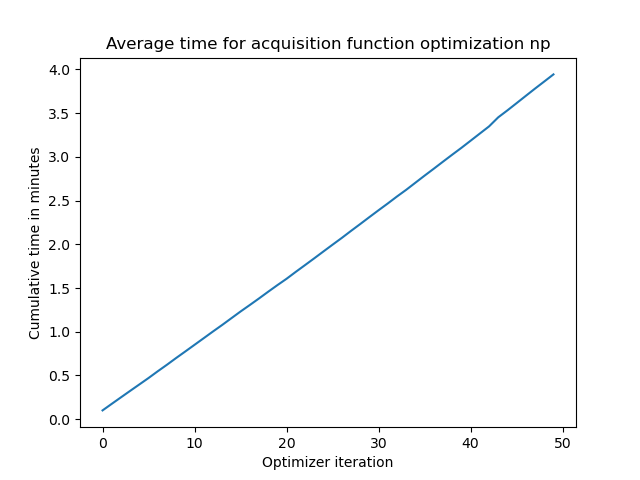 Average time for acquisition function optimization np
4.0
3.5
3.0
2.5
2.0
1.5
1.0
0.5
0.0
Cumulative time in minutes
0 10 20 30 40 50
Optimizer iteration